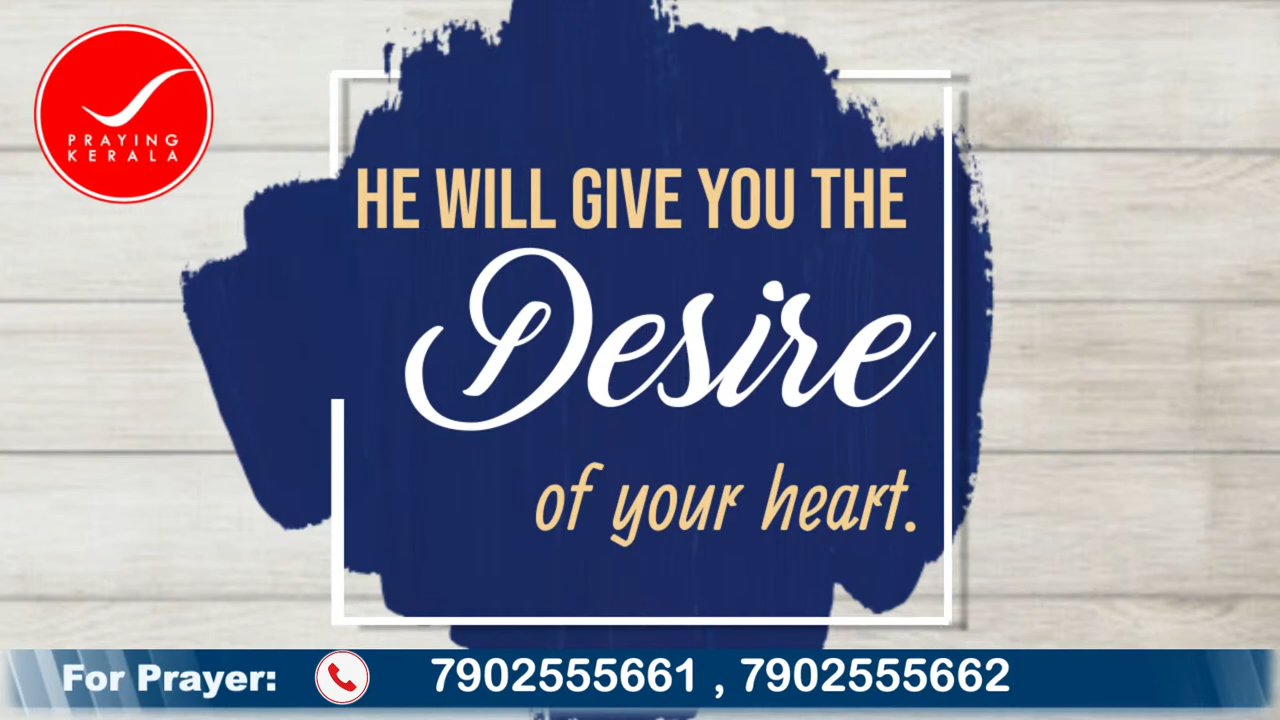 PRAYING
KERALA
HE WILL GIVE YOU THE
Desire
of your heart.
For Prayer: 7902555661 , 7902555662